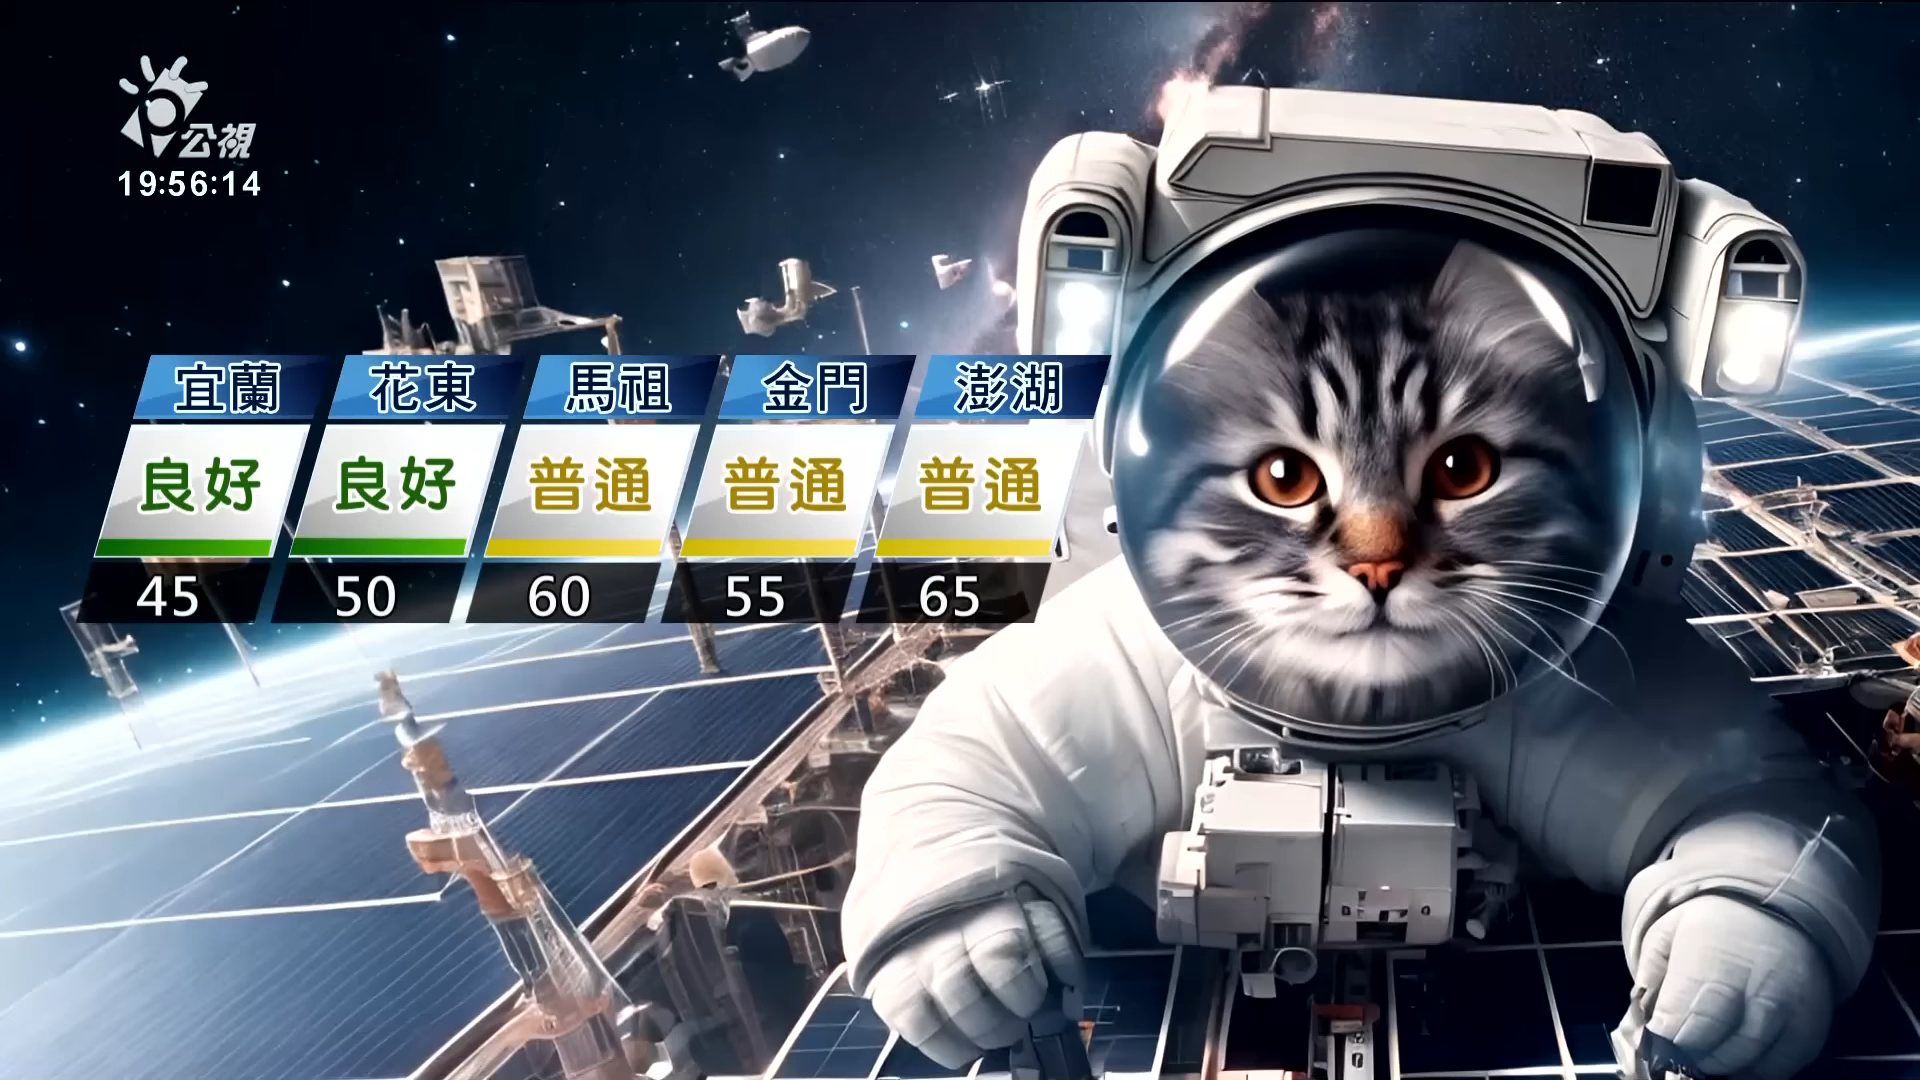 公視
19:56:14
宜蘭 花東 馬祖 金門 澎湖
良好 良好 普通 普通 普通
45 50 60 55 65